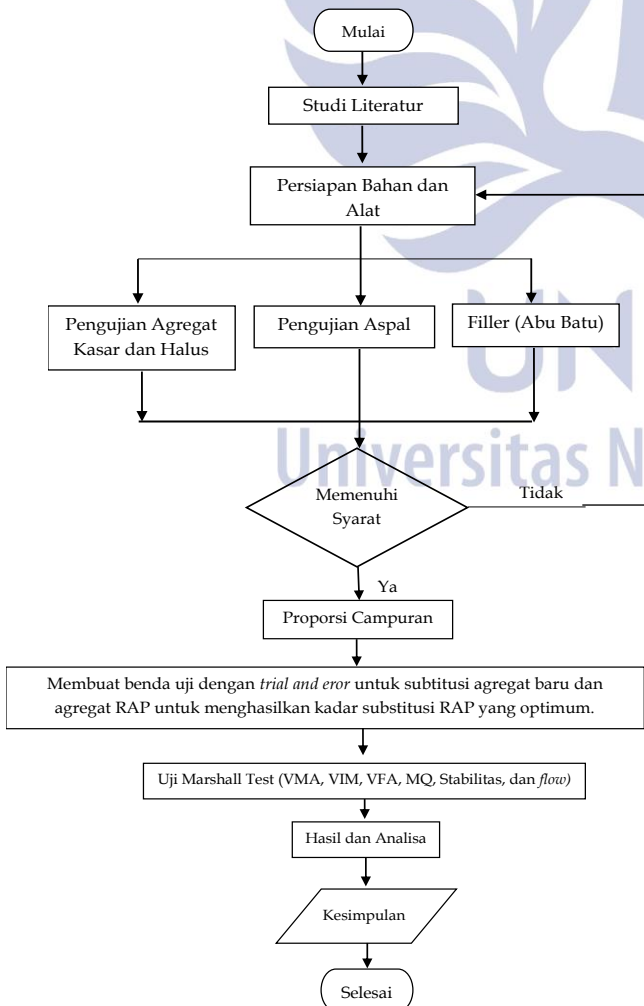 Mulai
Studi Literatur
Persiapan Bahan dan
Alat
Pengujian Agregat
Kasar dan Halus
Pengujian Aspal
Filler (Abu Batu)
UN
Universitas N
Memenuhi
Syarat
Tidak
Ya
Proporsi Campuran
Membuat benda uji dengan trial and eror untuk subtitusi agregat baru dan
agregat RAP untuk menghasilkan kadar substitusi RAP yang optimum.
Uji Marshall Test (VMA, VIM, VFA, MQ, Stabilitas, dan flow)
Hasil dan Analisa
Kesimpulan
Selesai